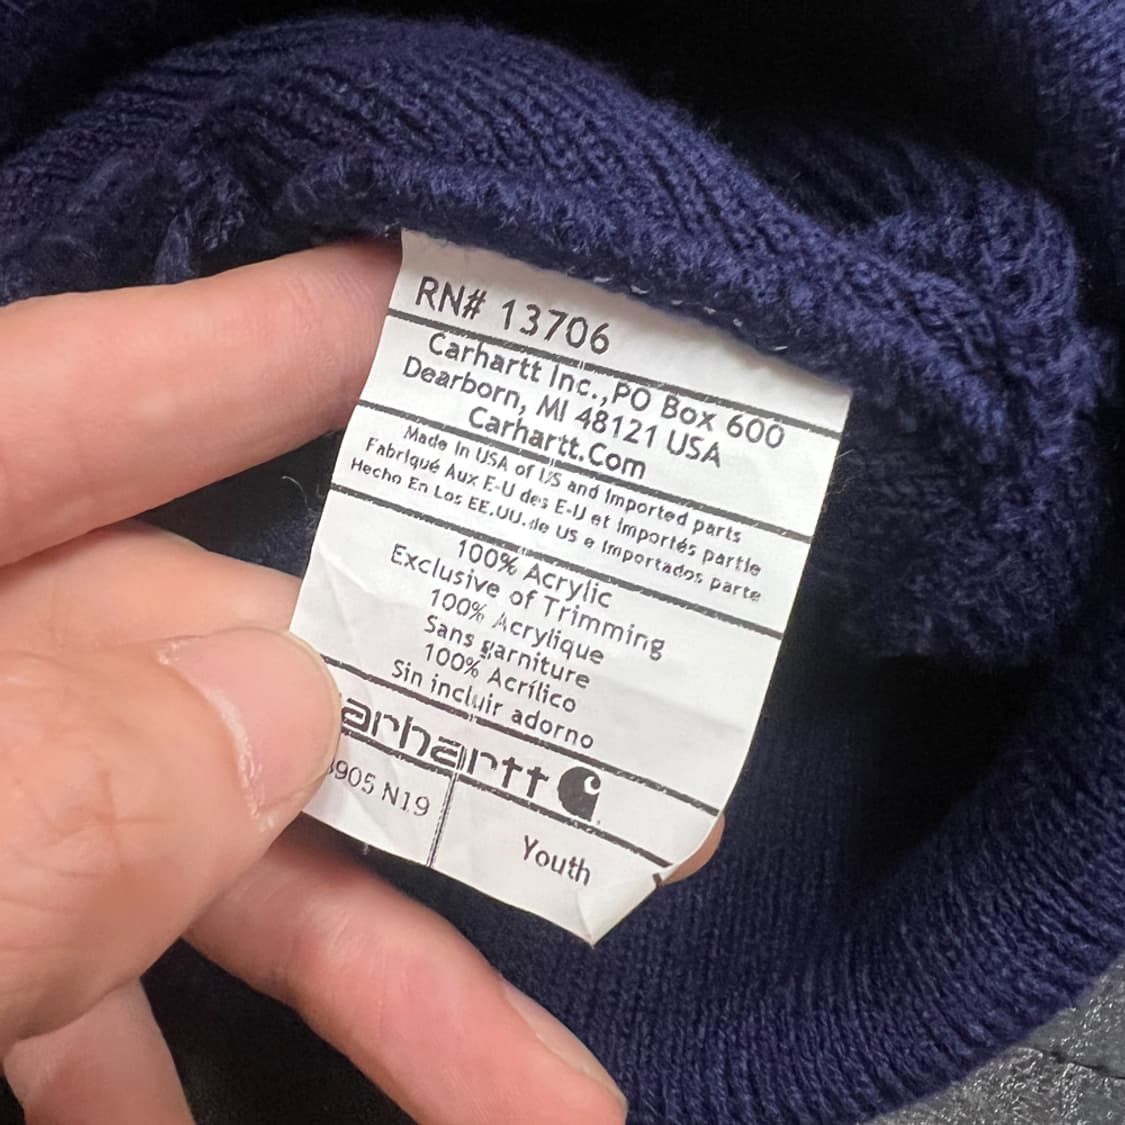 RN# 13706
Carhartt Inc.,PO Box 600
Dearborn, MI 48121 USA
Carhartt.Com
Made In USA of US and Imported parts
Fabriqué Aux E-U des E-U et importés partie
Hecho En Los EE.UU.de US e Importados parte
100% Acrylic
Exclusive of Trimming
100% Acrylique
Sans garniture
100% Acrílico
Sin incluir adorno
arhartt
905 N19
Youth